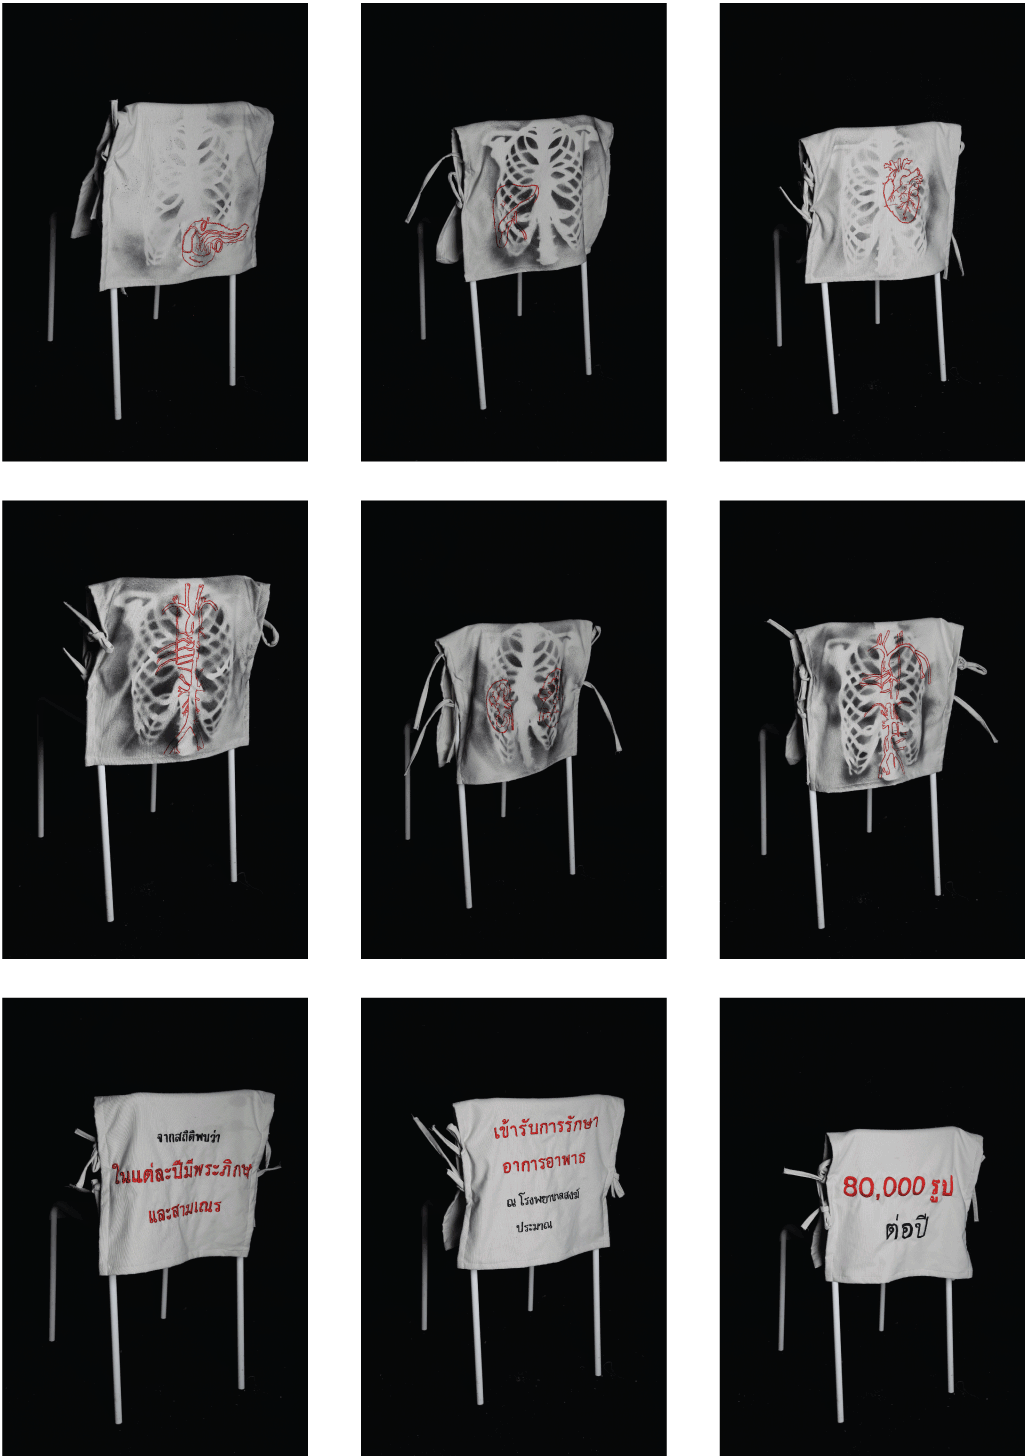 จากสถิติพบว่า
ในแต่ละปีมีพระภิกษุ
และสามเณร
เข้ารับการรักษา
อาการอาพาธ
ณ โรงพยาบาลสงฆ์
ประมาณ
80,000 รูป
ต่อปี